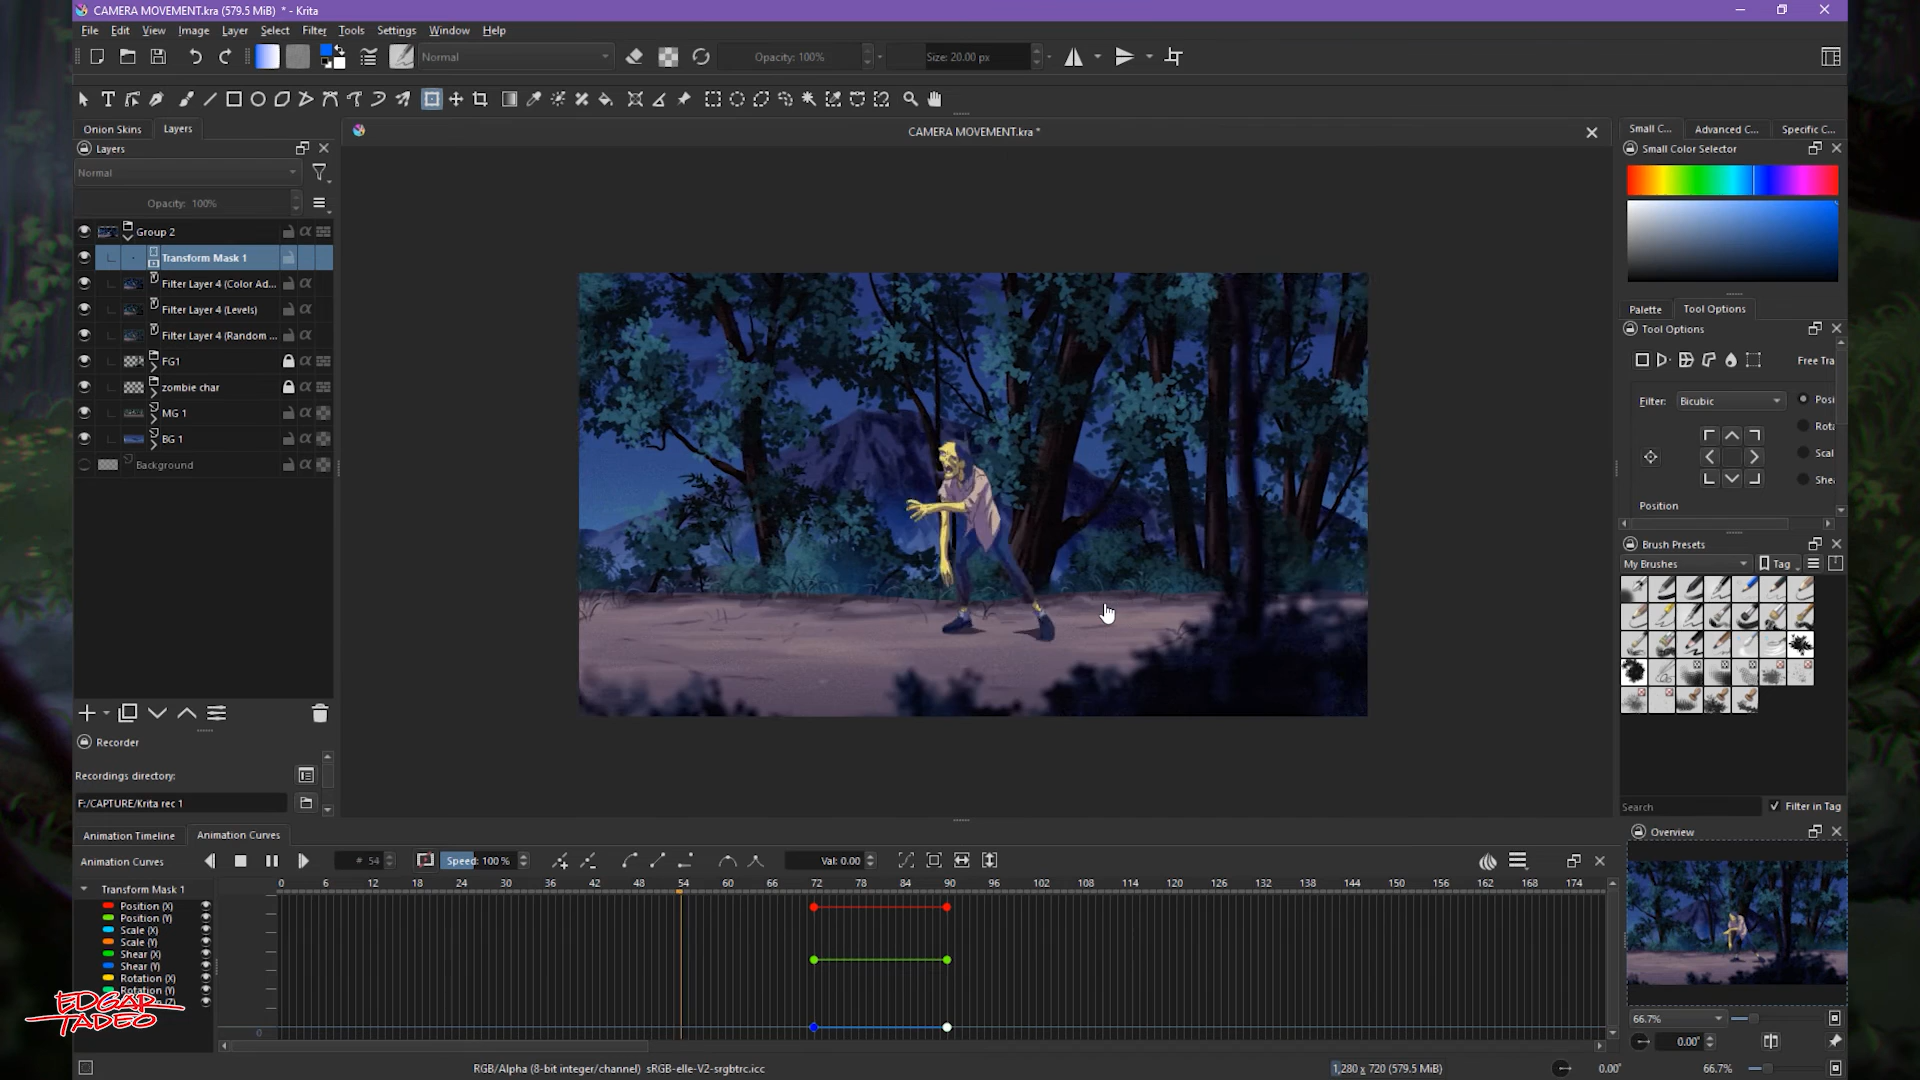 CAMERA MOVEMENT.kra (579.5 MiB) * - Krita
File Edit View Image Layer Select Filter Tools Settings Window Help
Normal
Opacity: 100%
Size: 20.00 px
Onion Skins Layers
CAMERA MOVEMENT.kra *
Small C... Advanced C... Specific C...
Layers
Small Color Selector
Normal
Opacity: 100%
Group 2
Transform Mask 1
Filter Layer 4 (Color Ad...
Filter Layer 4 (Levels)
Filter Layer 4 (Random ...
FG1
zombie char
MG 1
BG 1
Background
Palette Tool Options
Tool Options
Free Tra
Filter: Bicubic
Posi
Rota
Scal
Shea
Position
Brush Presets
My Brushes
Tag
Search
Filter in Tag
Recorder
Recordings directory:
F:/CAPTURE/Krita rec 1
Animation Timeline Animation Curves
Animation Curves
# 54
Speed: 100 %
Val: 0.00
0 6 12 18 24 30 36 42 48 54 60 66 72 78 84 90 96 102 108 114 120 126 132 138 144 150 156 162 168 174
Transform Mask 1
Position (X)
Position (Y)
Scale (X)
Scale (Y)
Shear (X)
Shear (Y)
Rotation (X)
Rotation (Y)
0
EDGAR
TADEO
Overview
66.7%
0.00°
RGB/Alpha (8-bit integer/channel) sRGB-elle-V2-srgbtrc.icc
1,280 x 720 (579.5 MiB)
0.00°
66.7%